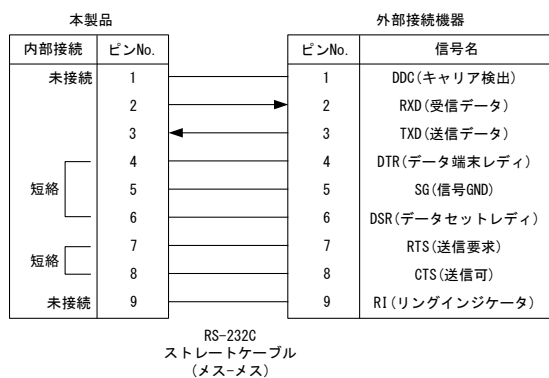 本製品 外部接続機器
内部接続 ピンNo. ピンNo. 信号名
未接続 1 1 DDC(キャリア検出)
2 2 RXD(受信データ)
3 3 TXD(送信データ)
4 4 DTR(データ端末レディ)
短絡 5 5 SG(信号GND)
6 6 DSR(データセットレディ)
7 7 RTS(送信要求)
短絡
8 8 CTS(送信可)
未接続 9 9 RI(リングインジケータ)
RS-232C
ストレートケーブル
(メス-メス)